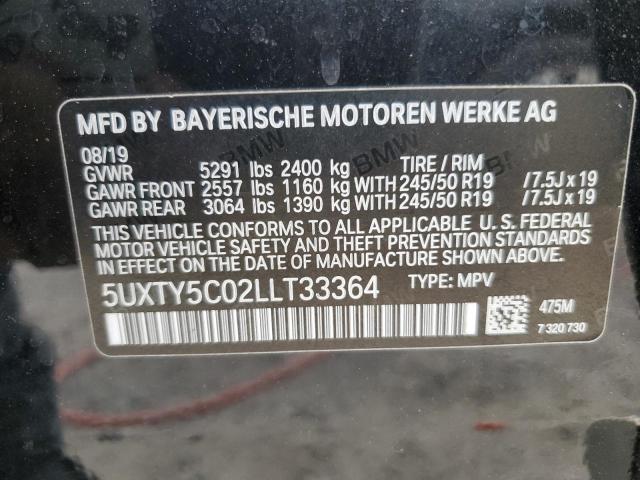 MFD BY BAYERISCHE MOTOREN WERKE AG
08/19
GVWR 5291 lbs 2400 kg TIRE / RIM
GAWR FRONT 2557 lbs 1160 kg WITH 245/50 R19 /7.5J x 19
GAWR REAR 3064 lbs 1390 kg WITH 245/50 R19 /7.5J x 19
THIS VEHICLE CONFORMS TO ALL APPLICABLE U. S. FEDERAL
MOTOR VEHICLE SAFETY AND THEFT PREVENTION STANDARDS
IN EFFECT ON THE DATE OF MANUFACTURE SHOWN ABOVE.
5UXTY5C02LLT33364 TYPE: MPV
475M
7 320 730